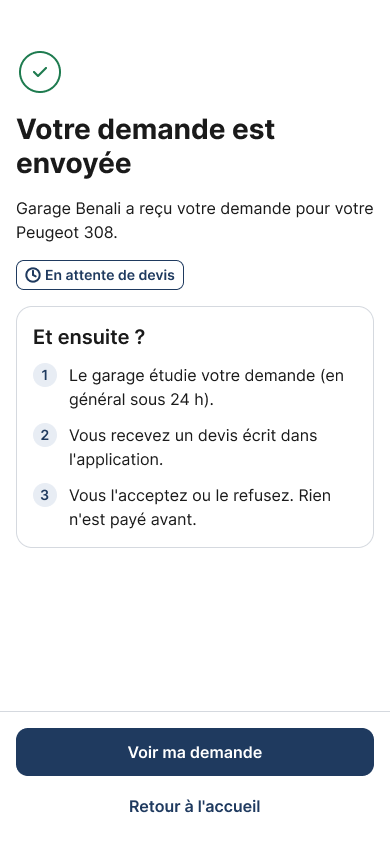 Votre demande est
envoyée
Garage Benali a reçu votre demande pour votre
Peugeot 308.
En attente de devis
Et ensuite ?
1 Le garage étudie votre demande (en
général sous 24 h).
2 Vous recevez un devis écrit dans
l'application.
3 Vous l'acceptez ou le refusez. Rien
n'est payé avant.
Voir ma demande
Retour à l'accueil